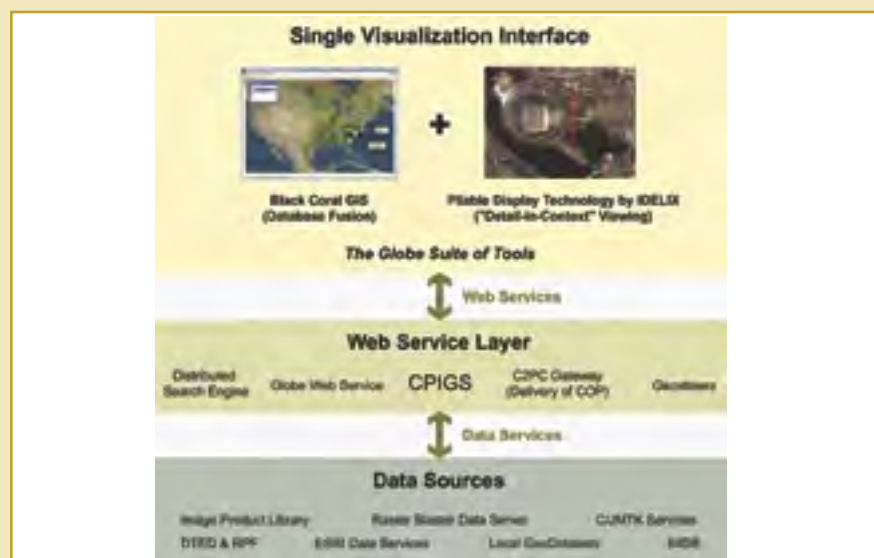 Single Visualization Interface
+
Black Coral GIS
(Database Fusion)
Pliable Display Technology by IDELIX
("Detail-in-Context" Viewing)
The Globe Suite of Tools
Web Services
Web Service Layer
Distributed
Search Engine
Globe Web Service
CPIGS
C2PC Gateway
(Delivery of COP)
Data Services
Data Sources
Image Product Library
Raster Blaster Data Server
CJMTK Services
DTED & RPF
ESRI Data Services
Local GeoDatabases